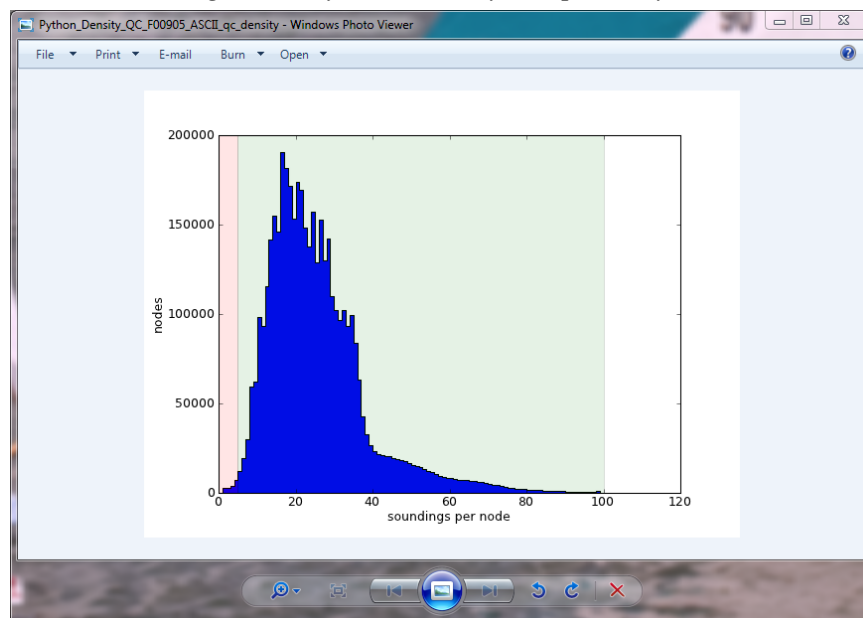 Python_Density_QC_F00905_ASCII_qc_density - Windows Photo Viewer
File Print E-mail Burn Open
200000
150000
100000
50000
0
nodes
0 20 40 60 80 100 120
soundings per node